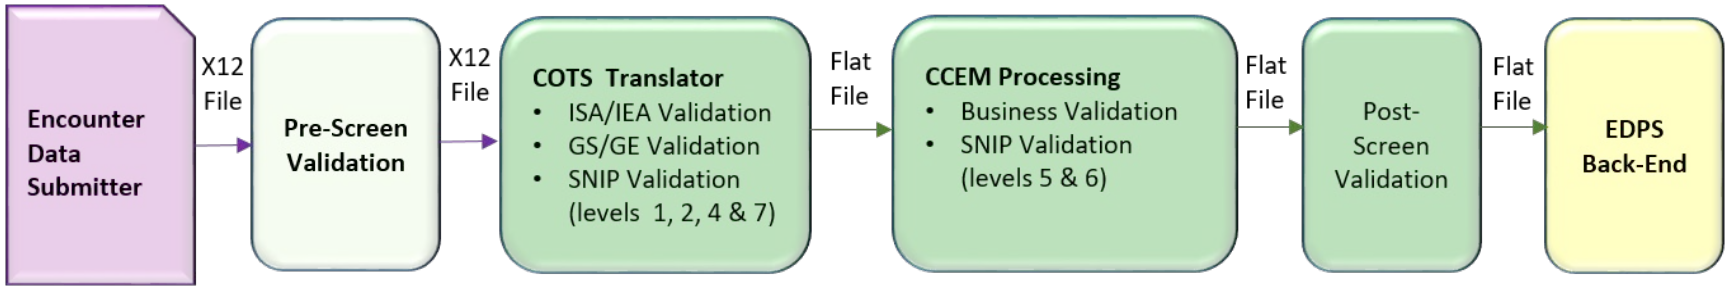 Encounter
Data
Submitter
X12
File
Pre-Screen
Validation
X12
File
COTS  Translator
• ISA/IEA Validation
• GS/GE Validation
• SNIP Validation
(levels  1, 2, 4 & 7)
Flat
File
CCEM Processing
• Business Validation
• SNIP Validation
(levels 5 & 6)
Flat
File
Post-
Screen
Validation
Flat
File
EDPS
Back-End